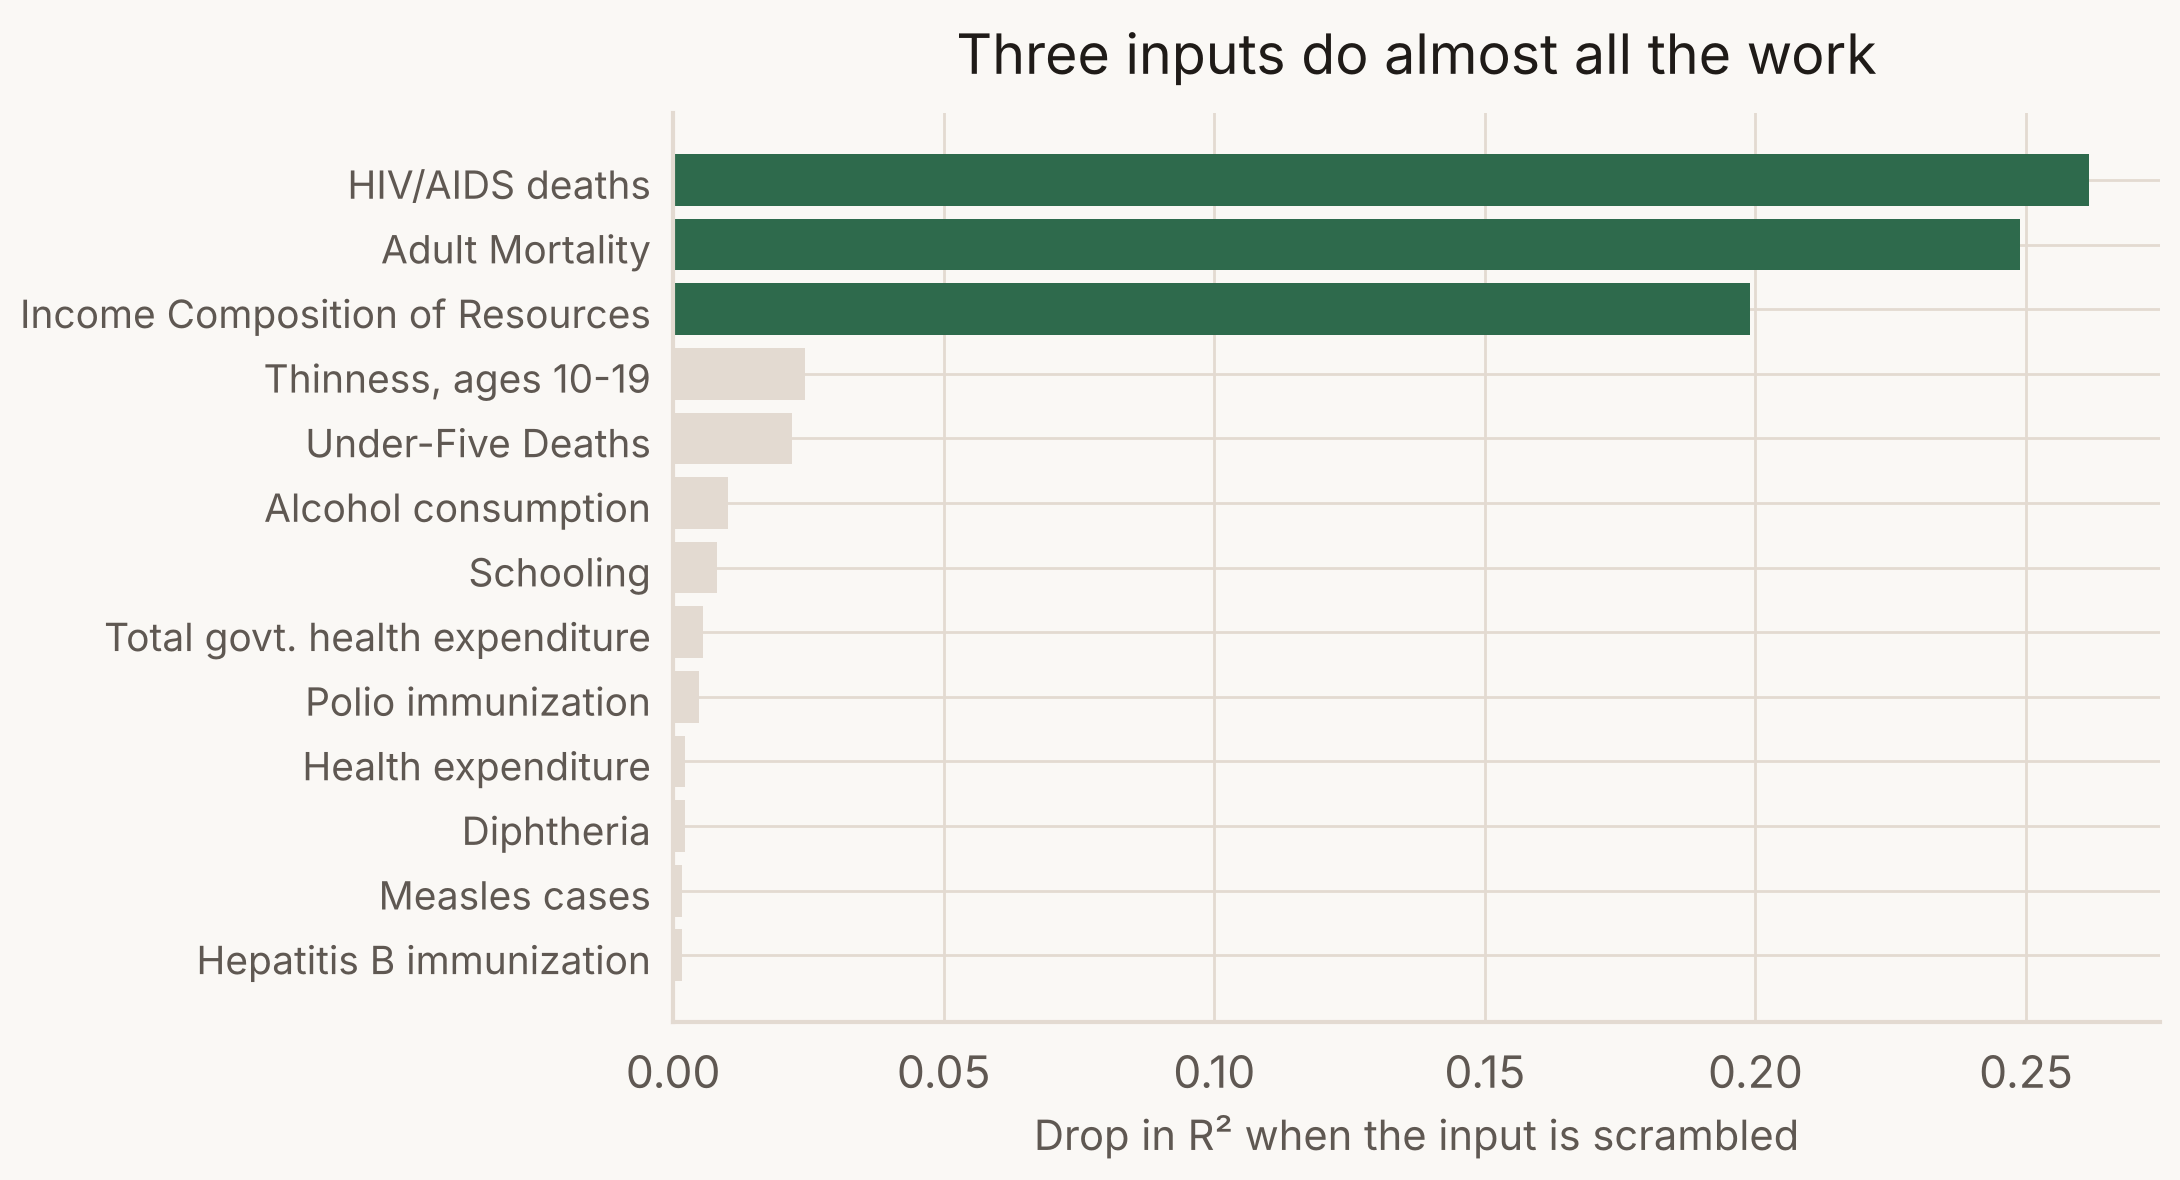 Three inputs do almost all the work
HIV/AIDS deaths
Adult Mortality
Income Composition of Resources
Thinness, ages 10-19
Under-Five Deaths
Alcohol consumption
Schooling
Total govt. health expenditure
Polio immunization
Health expenditure
Diphtheria
Measles cases
Hepatitis B immunization
0.00 0.05 0.10 0.15 0.20 0.25
Drop in R² when the input is scrambled